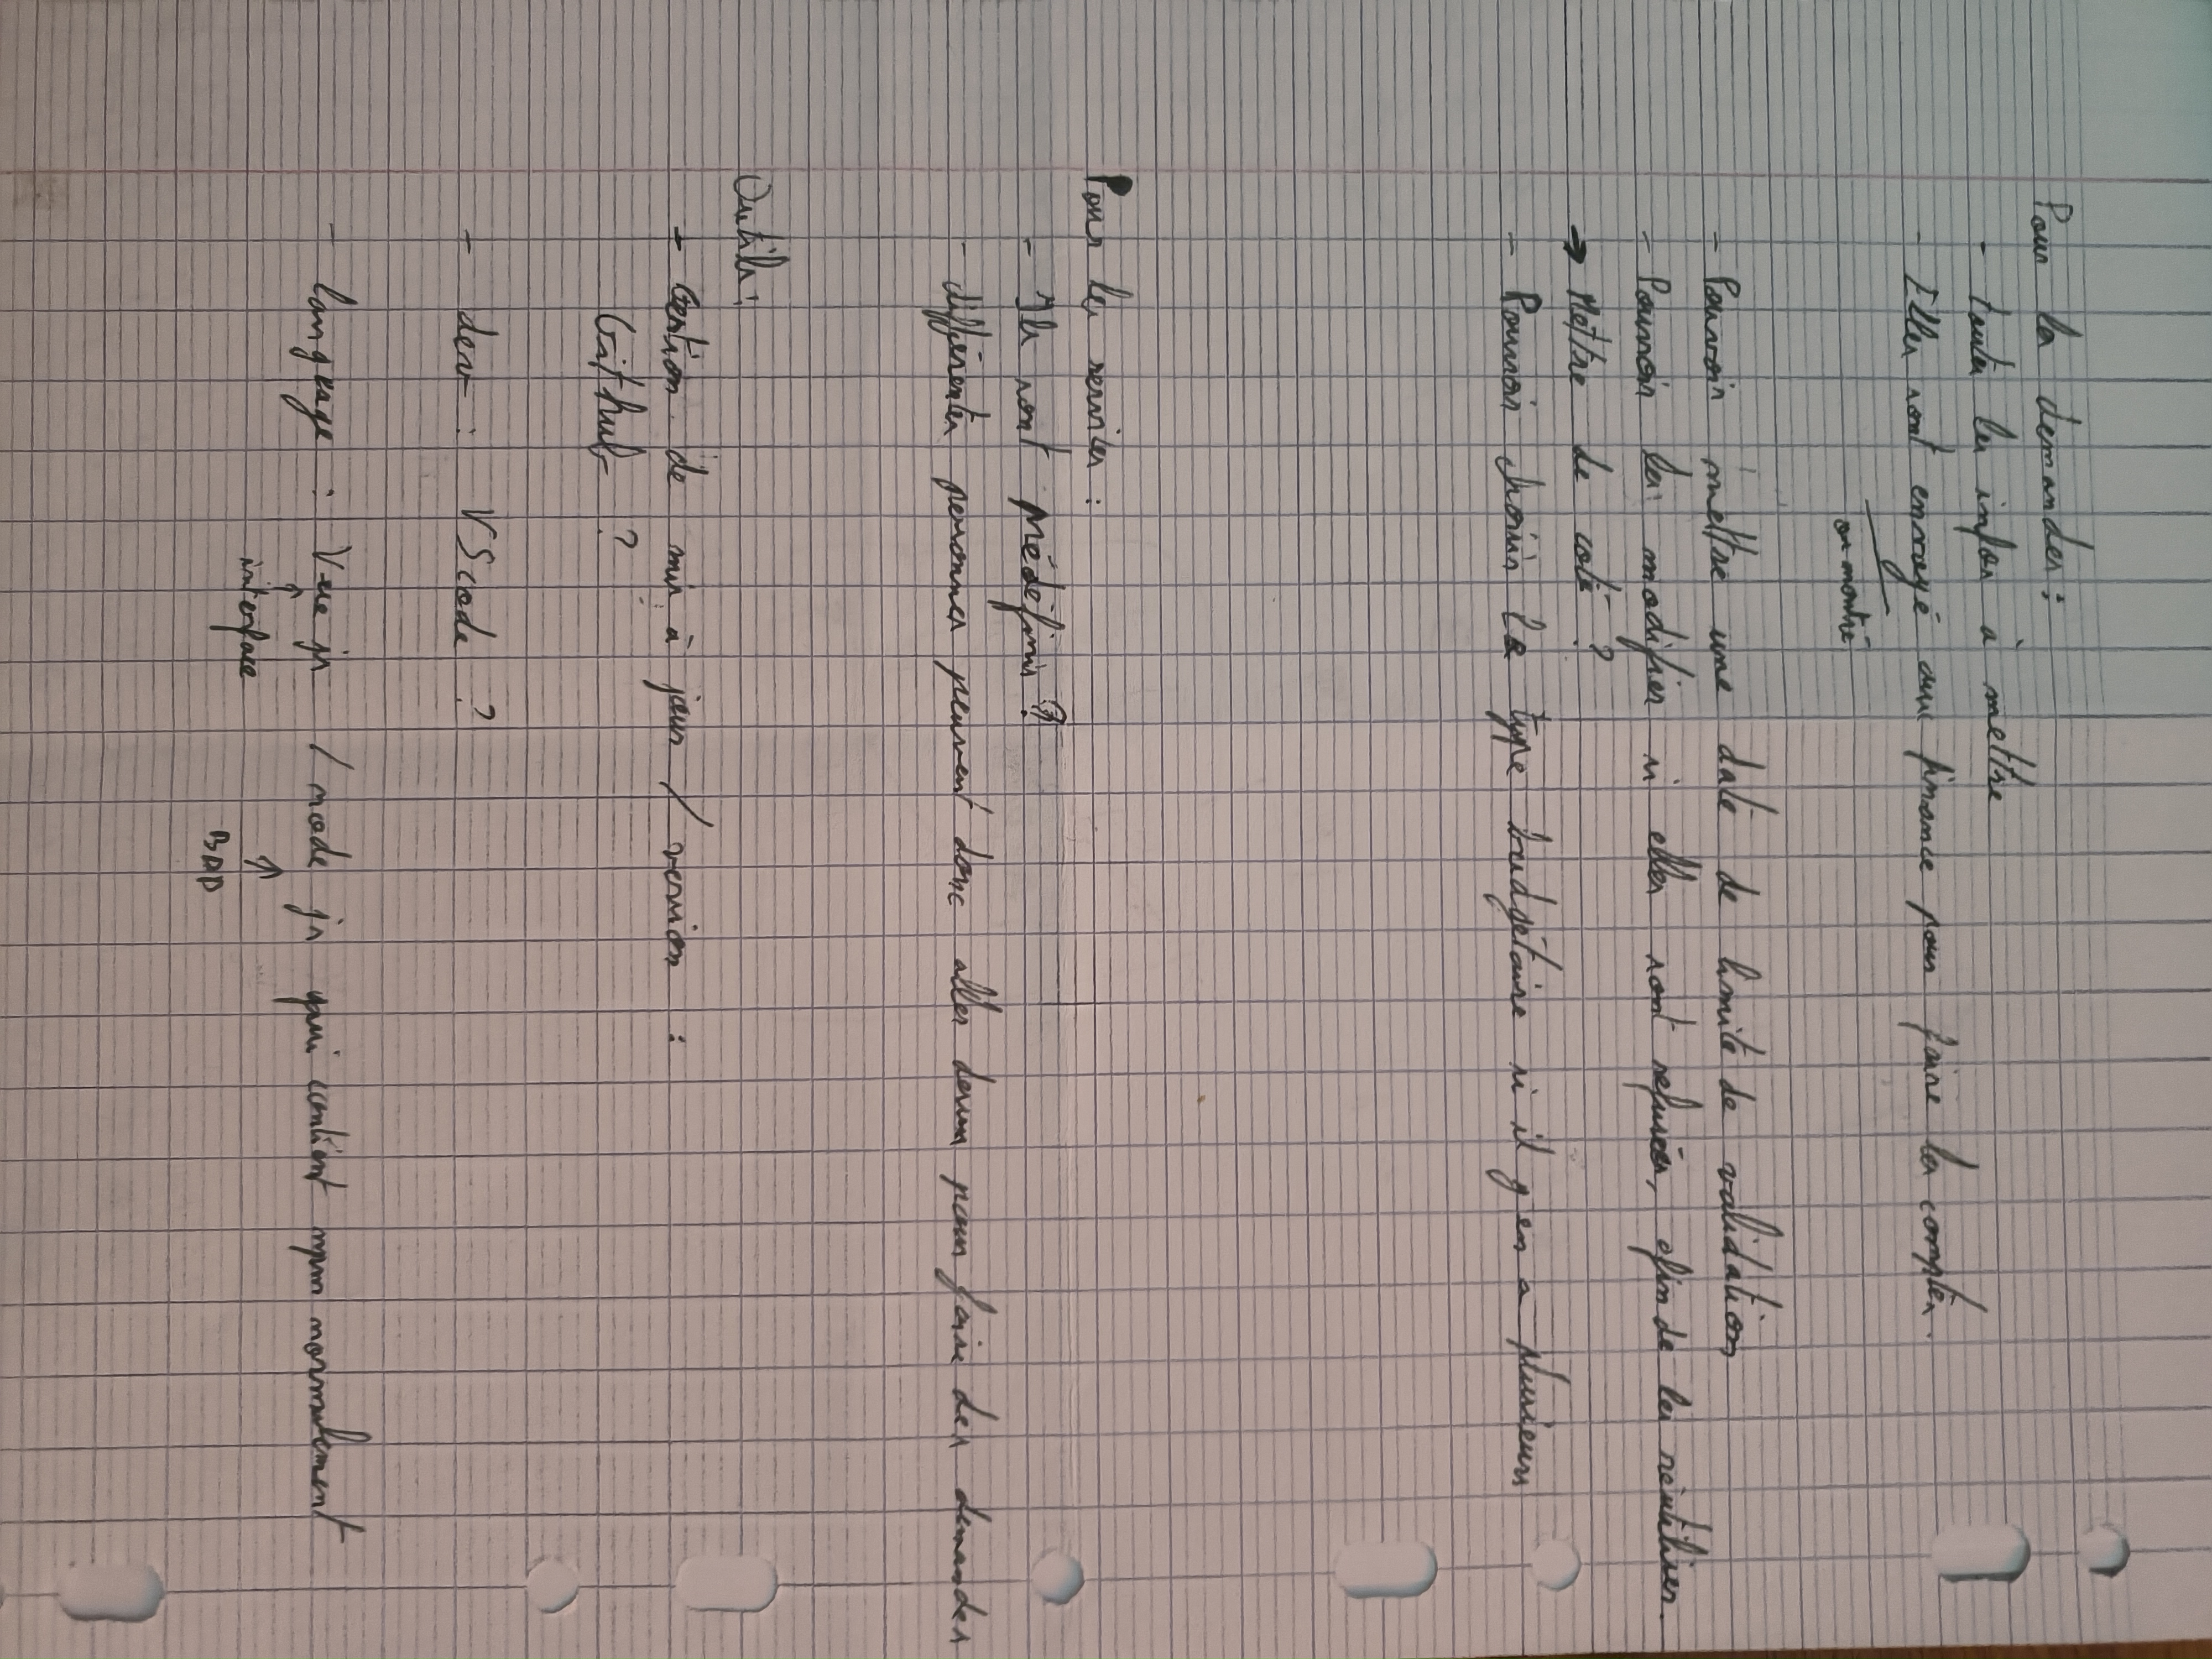 Pour les demandes :
- toutes les infos à mettre
- Elles sont envoyé aux finance pour faire les comptes.
ou montré
- Pouvoir mettre une date de limite de validation
- Pouvoir les modifier si elles sont refusées, afin de les réutiliser.
→ Mettre de coté ?
- Pouvoir choisir le type budgétaire si il y en a plusieurs
Pour les services :
- Ils sont prédéfinis ?
- différentes personnes peuvent donc aller dessus pour faire des demandes
Outils :
- Gestion de mis à jour / version :
Github ?
- dev : VScode ?
- language : Vue js / node js qui contient npm normalement
↑ interface
↑ BDD